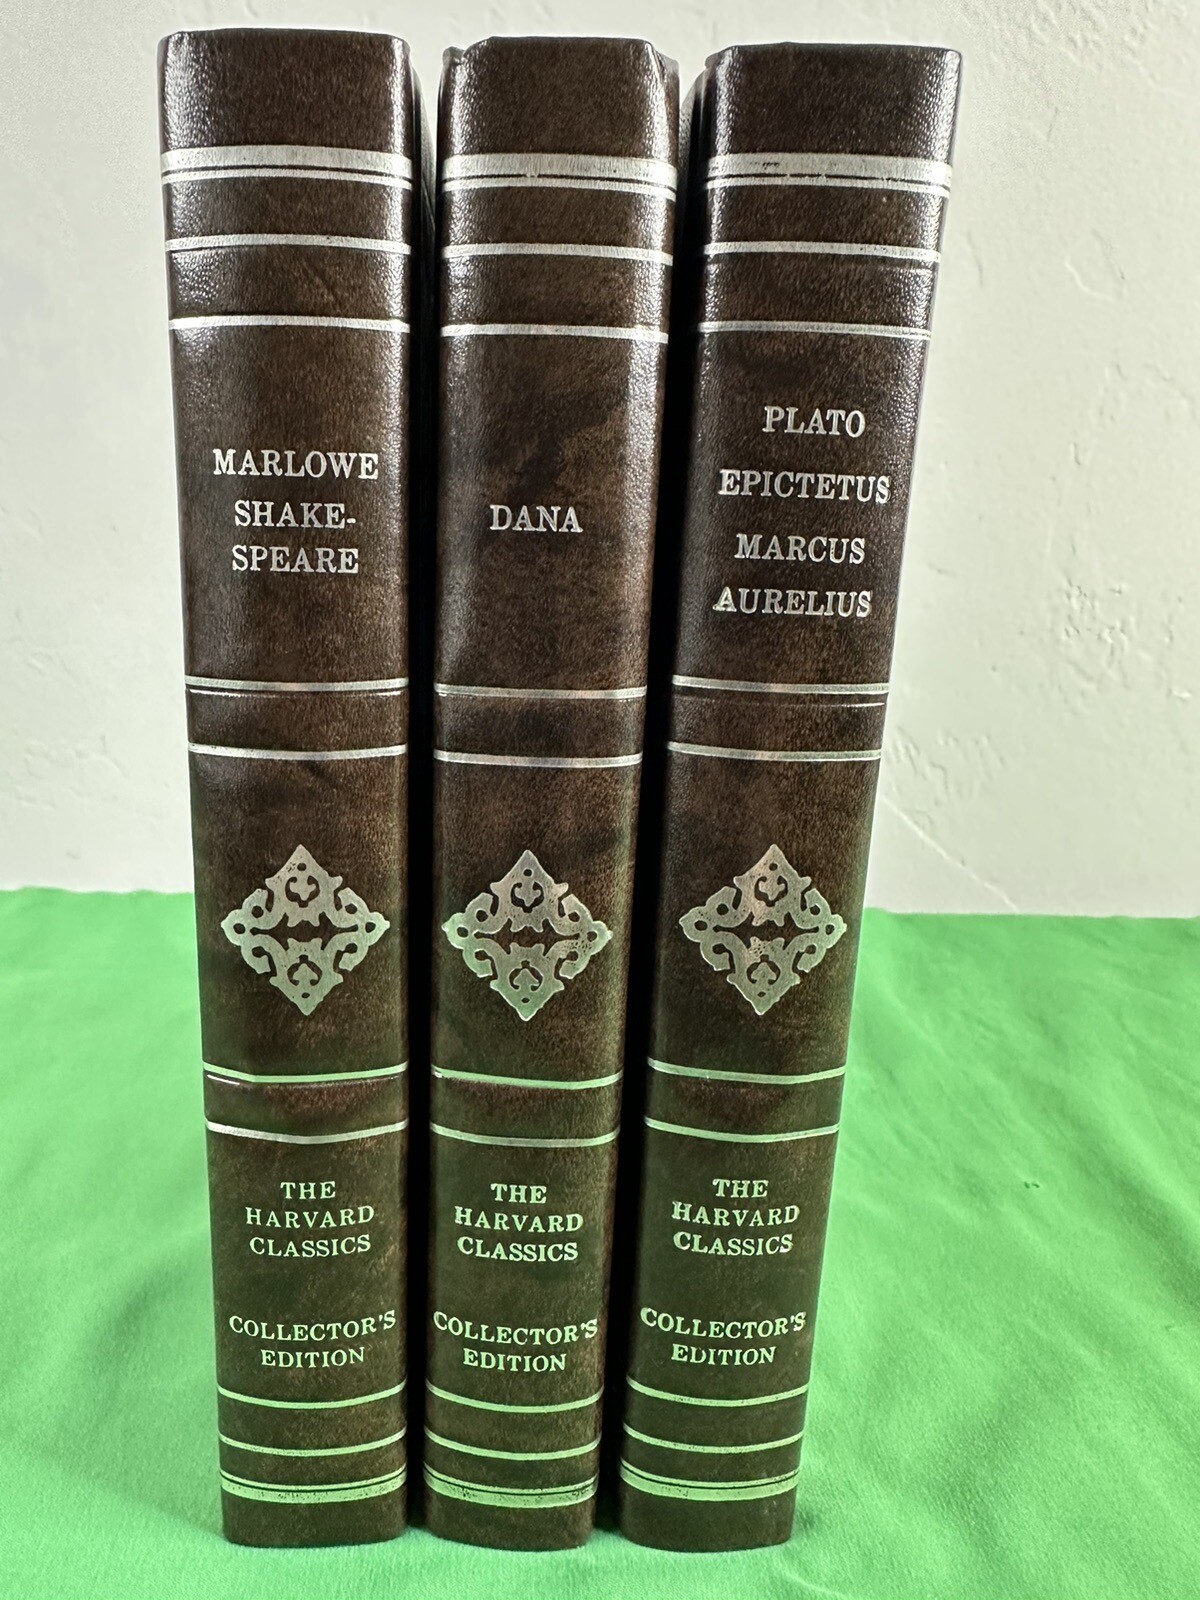 MARLOWE
SHAKE-
SPEARE
THE
HARVARD
CLASSICS
COLLECTOR'S
EDITION
DANA
THE
HARVARD
CLASSICS
COLLECTOR'S
EDITION
PLATO
EPICTETUS
MARCUS
AURELIUS
THE
HARVARD
CLASSICS
COLLECTOR'S
EDITION